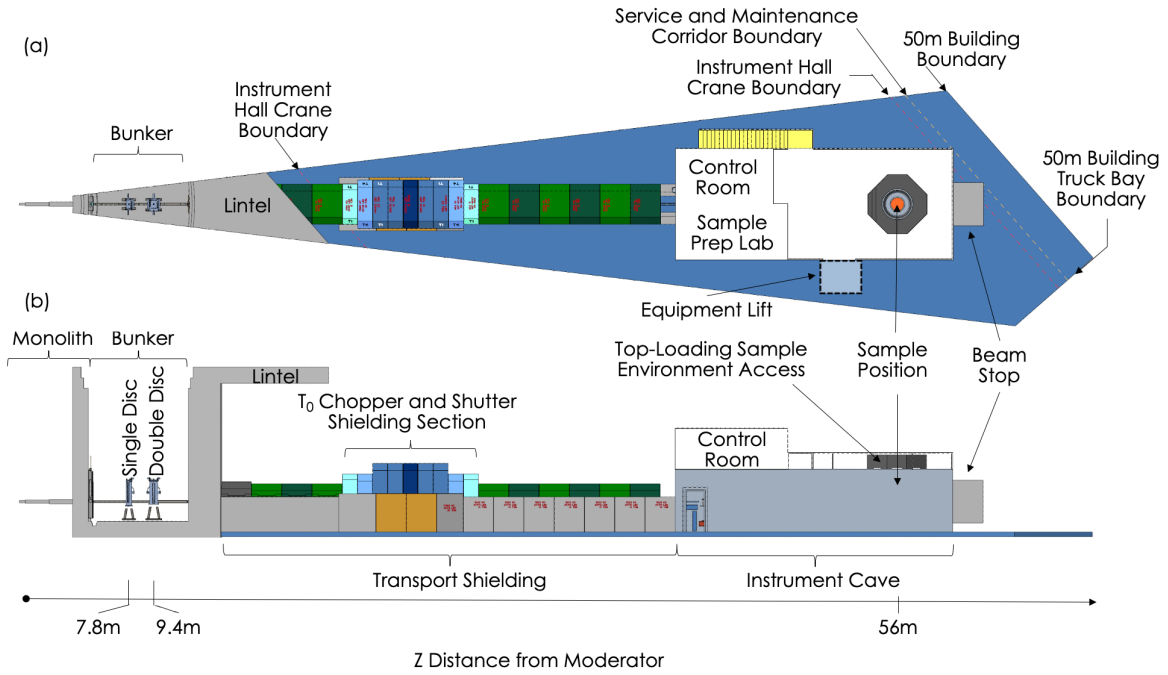 (a)
Service and Maintenance
Corridor Boundary
50m Building
Boundary
Instrument Hall
Crane Boundary
Instrument
Hall Crane
Boundary
Bunker
50m Building
Truck Bay
Boundary
Control
Room
Lintel
Sample
Prep Lab
(b)
Equipment Lift
Monolith
Bunker
Top-Loading Sample
Environment Access
Sample
Position
Beam
Stop
Lintel
Single Disc
Double Disc
T0 Chopper and Shutter
Shielding Section
Control
Room
Transport Shielding
Instrument Cave
7.8m
9.4m
56m
Z Distance from Moderator